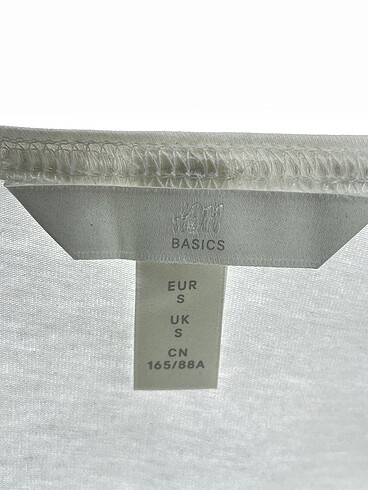 H&M
BASICS
EUR
S
UK
S
CN
165/88A